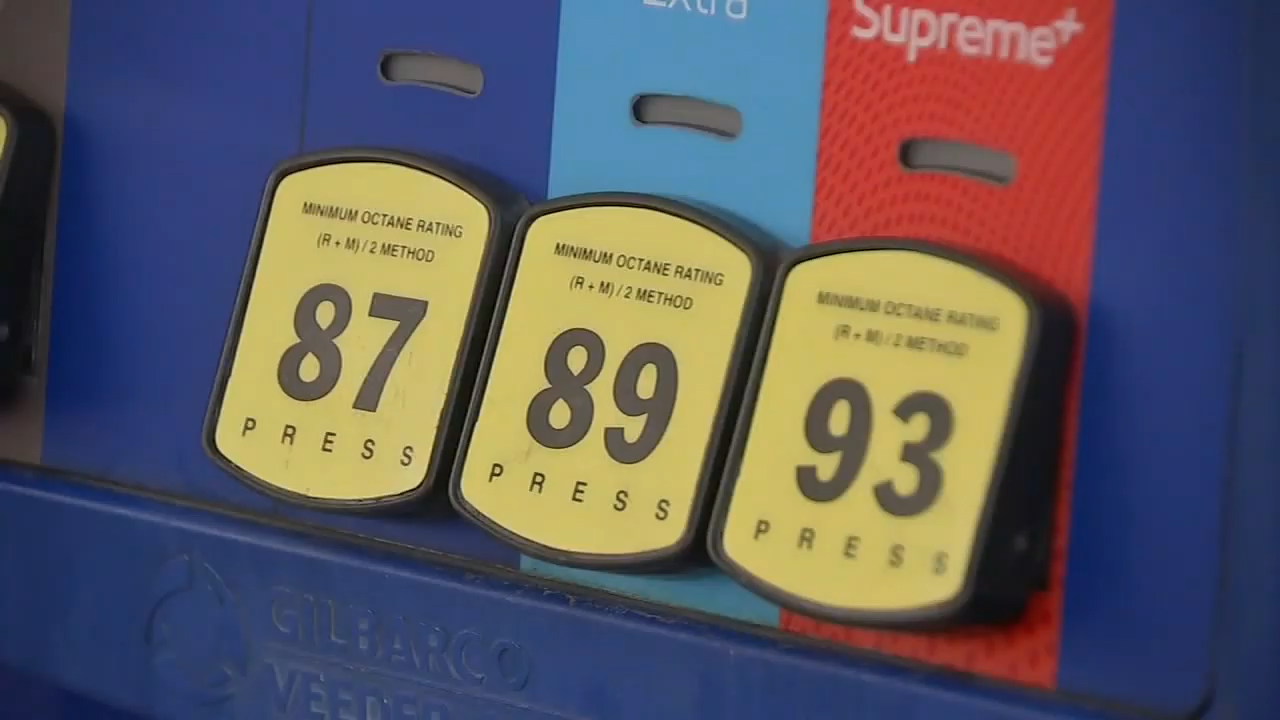 Extra
Supreme+
MINIMUM OCTANE RATING
(R + M) / 2 METHOD
87
PRESS
MINIMUM OCTANE RATING
(R + M) / 2 METHOD
89
PRESS
MINIMUM OCTANE RATING
(R + M) / 2 METHOD
93
PRESS
GILBARCO
VEEDER